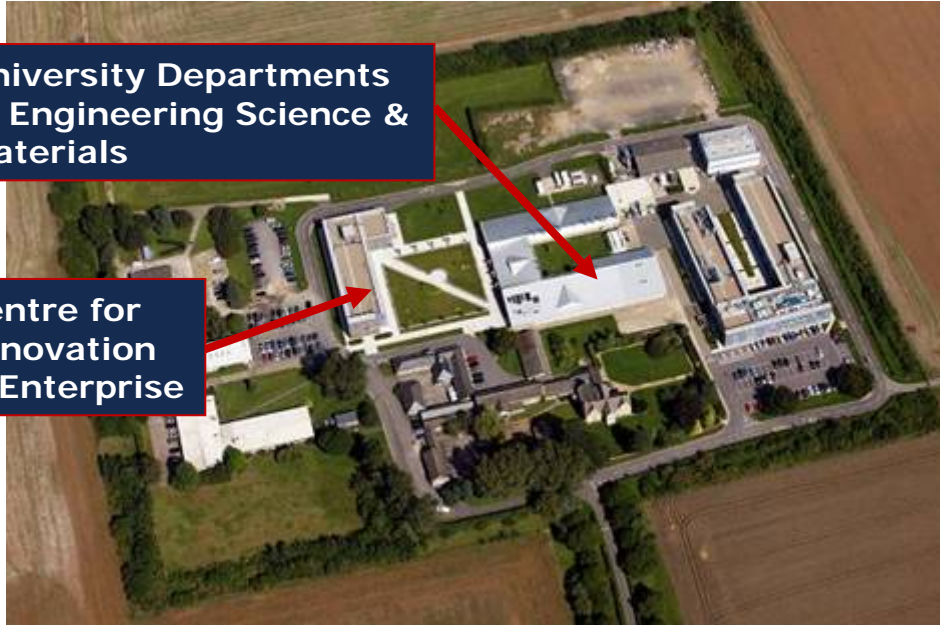 niversity Departments
Engineering Science &
aterials
entre for
novation
Enterprise